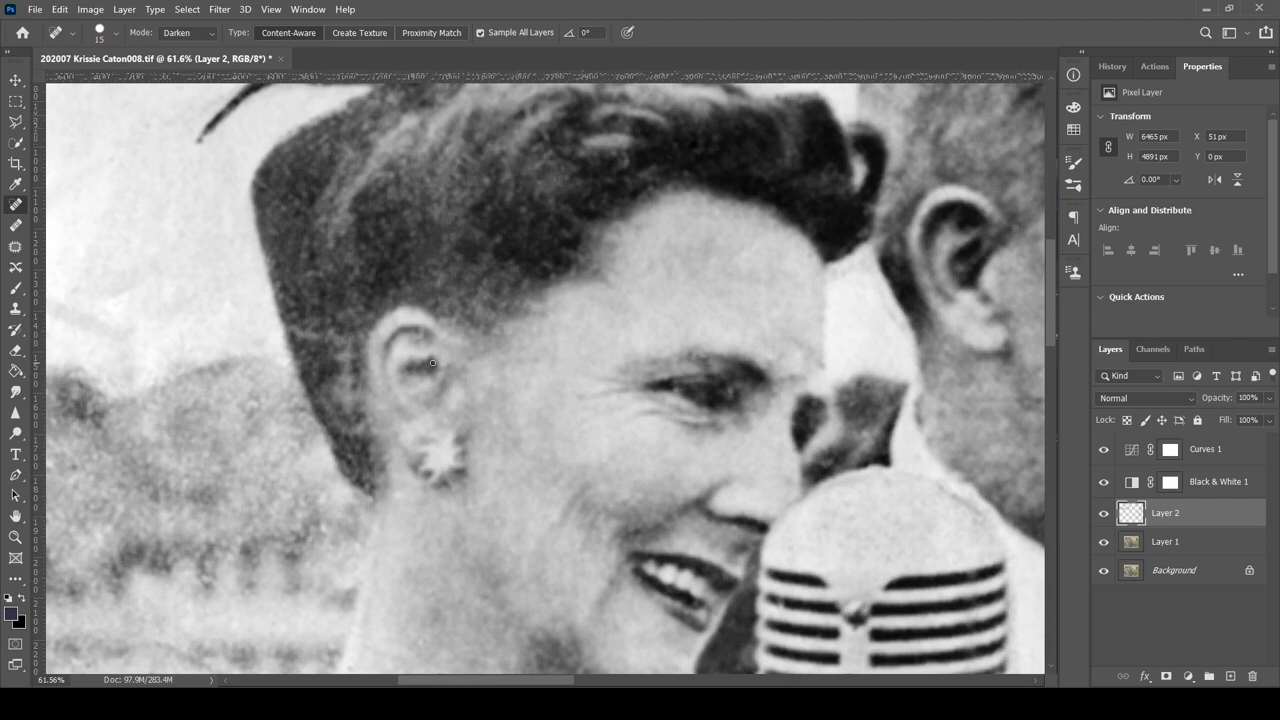 Ps File Edit Image Layer Type Select Filter 3D View Window Help
15 Mode: Darken Type: Content-Aware Create Texture Proximity Match Sample All Layers 0°
202007 Krissie Caton008.tif @ 61.6% (Layer 2, RGB/8*) * ×
History Actions Properties
Pixel Layer
Transform
W 6465 px X 51 px
H 4891 px Y 0 px
0.00°
Align and Distribute
Align:
Quick Actions
Layers Channels Paths
Kind
Normal Opacity: 100%
Lock: Fill: 100%
Curves 1
Black & White 1
Layer 2
Layer 1
Background
61.56% Doc: 97.9M/283.4M